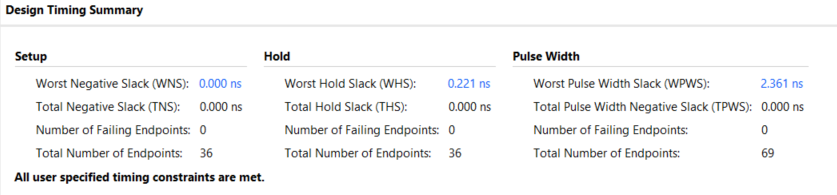 Design Timing Summary
Setup Hold Pulse Width
Worst Negative Slack (WNS): 0.000 ns Worst Hold Slack (WHS): 0.221 ns Worst Pulse Width Slack (WPWS): 2.361 ns
Total Negative Slack (TNS): 0.000 ns Total Hold Slack (THS): 0.000 ns Total Pulse Width Negative Slack (TPWS): 0.000 ns
Number of Failing Endpoints: 0 Number of Failing Endpoints: 0 Number of Failing Endpoints: 0
Total Number of Endpoints: 36 Total Number of Endpoints: 36 Total Number of Endpoints: 69
All user specified timing constraints are met.